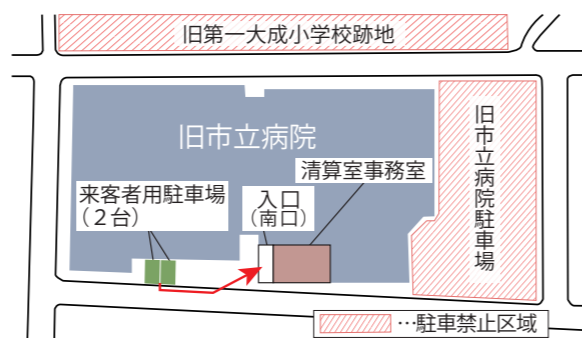 旧第一大成小学校跡地
旧市立病院
清算室事務室
来客者用駐車場
（２台）
入口
（南口）
旧市立病院駐車場
…駐車禁止区域